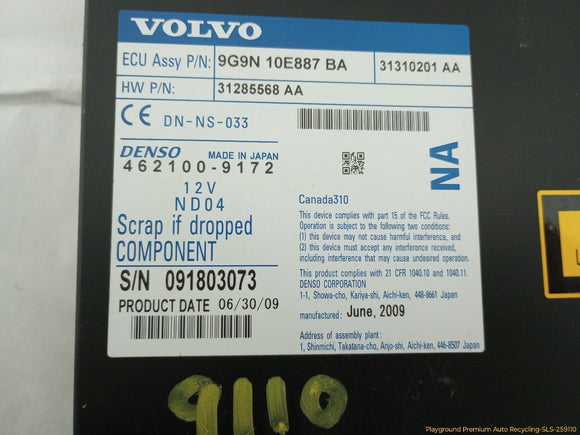 VOLVO
ECU Assy P/N: 9G9N 10E887 BA 31310201 AA
HW P/N: 31285568 AA
CE DN-NS-033
DENSO MADE IN JAPAN
462100-9172
12V
ND04
Scrap if dropped
COMPONENT
S/N 091803073
PRODUCT DATE 06/30/09
NA
Canada310
This device complies with part 15 of the FCC Rules.
Operation is subject to the following two conditions:
(1) this device may not cause harmful interference, and
(2) this device must accept any interference received,
including interference that may cause undesired operation.
This product complies with 21 CFR 1040.10 and 1040.11.
DENSO CORPORATION
1-1, Showa-cho, Kariya-shi, Aichi-ken, 448-8661 Japan
manufactured: June, 2009
Address of assembly plant:
1, Shinmichi, Takatana-cho, Anjo-shi, Aichi-ken, 446-8507 Japan
9110
Playground Premium Auto Recycling-SLS-259110